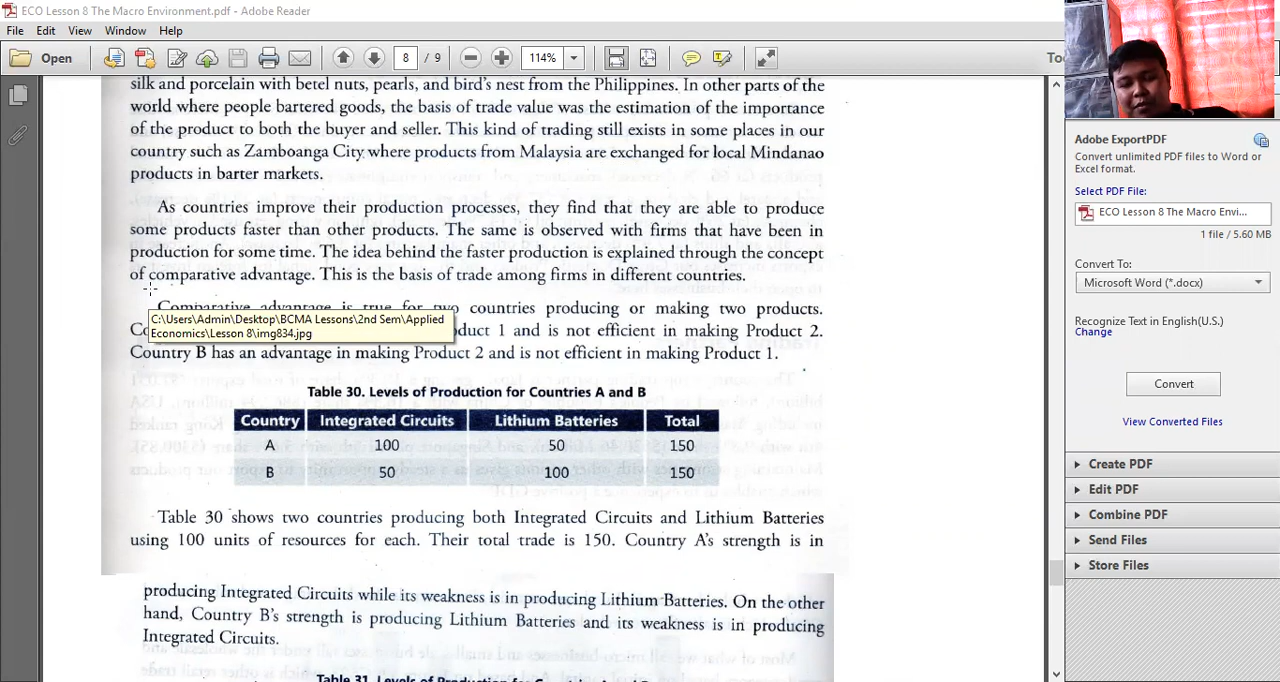 ECO Lesson 8 The Macro Environment.pdf - Adobe Reader
File Edit View Window Help
Open 8 / 9 114%
silk and porcelain with betel nuts, pearls, and bird's nest from the Philippines. In other parts of the
world where people bartered goods, the basis of trade value was the estimation of the importance
of the product to both the buyer and seller. This kind of trading still exists in some places in our
country such as Zamboanga City where products from Malaysia are exchanged for local Mindanao
products in barter markets.
As countries improve their production processes, they find that they are able to produce
some products faster than other products. The same is observed with firms that have been in
production for some time. The idea behind the faster production is explained through the concept
of comparative advantage. This is the basis of trade among firms in different countries.
Comparative advantage is true for two countries producing or making two products.
C:\Users\Admin\Desktop\BCMA Lessons\2nd Sem\Applied
Economics\Lesson 8\img834.jpg
duct 1 and is not efficient in making Product 2.
Country B has an advantage in making Product 2 and is not efficient in making Product 1.
Table 30. Levels of Production for Countries A and B
Country Integrated Circuits Lithium Batteries Total
A 100 50 150
B 50 100 150
Table 30 shows two countries producing both Integrated Circuits and Lithium Batteries
using 100 units of resources for each. Their total trade is 150. Country A's strength is in
producing Integrated Circuits while its weakness is in producing Lithium Batteries. On the other
hand, Country B's strength is producing Lithium Batteries and its weakness is in producing
Integrated Circuits.
Table 31. Levels of Production for Countries A and B
Adobe ExportPDF
Convert unlimited PDF files to Word or
Excel format.
Select PDF File:
ECO Lesson 8 The Macro Envi...
1 file / 5.60 MB
Convert To:
Microsoft Word (*.docx)
Recognize Text in English(U.S.)
Change
Convert
View Converted Files
Create PDF
Edit PDF
Combine PDF
Send Files
Store Files